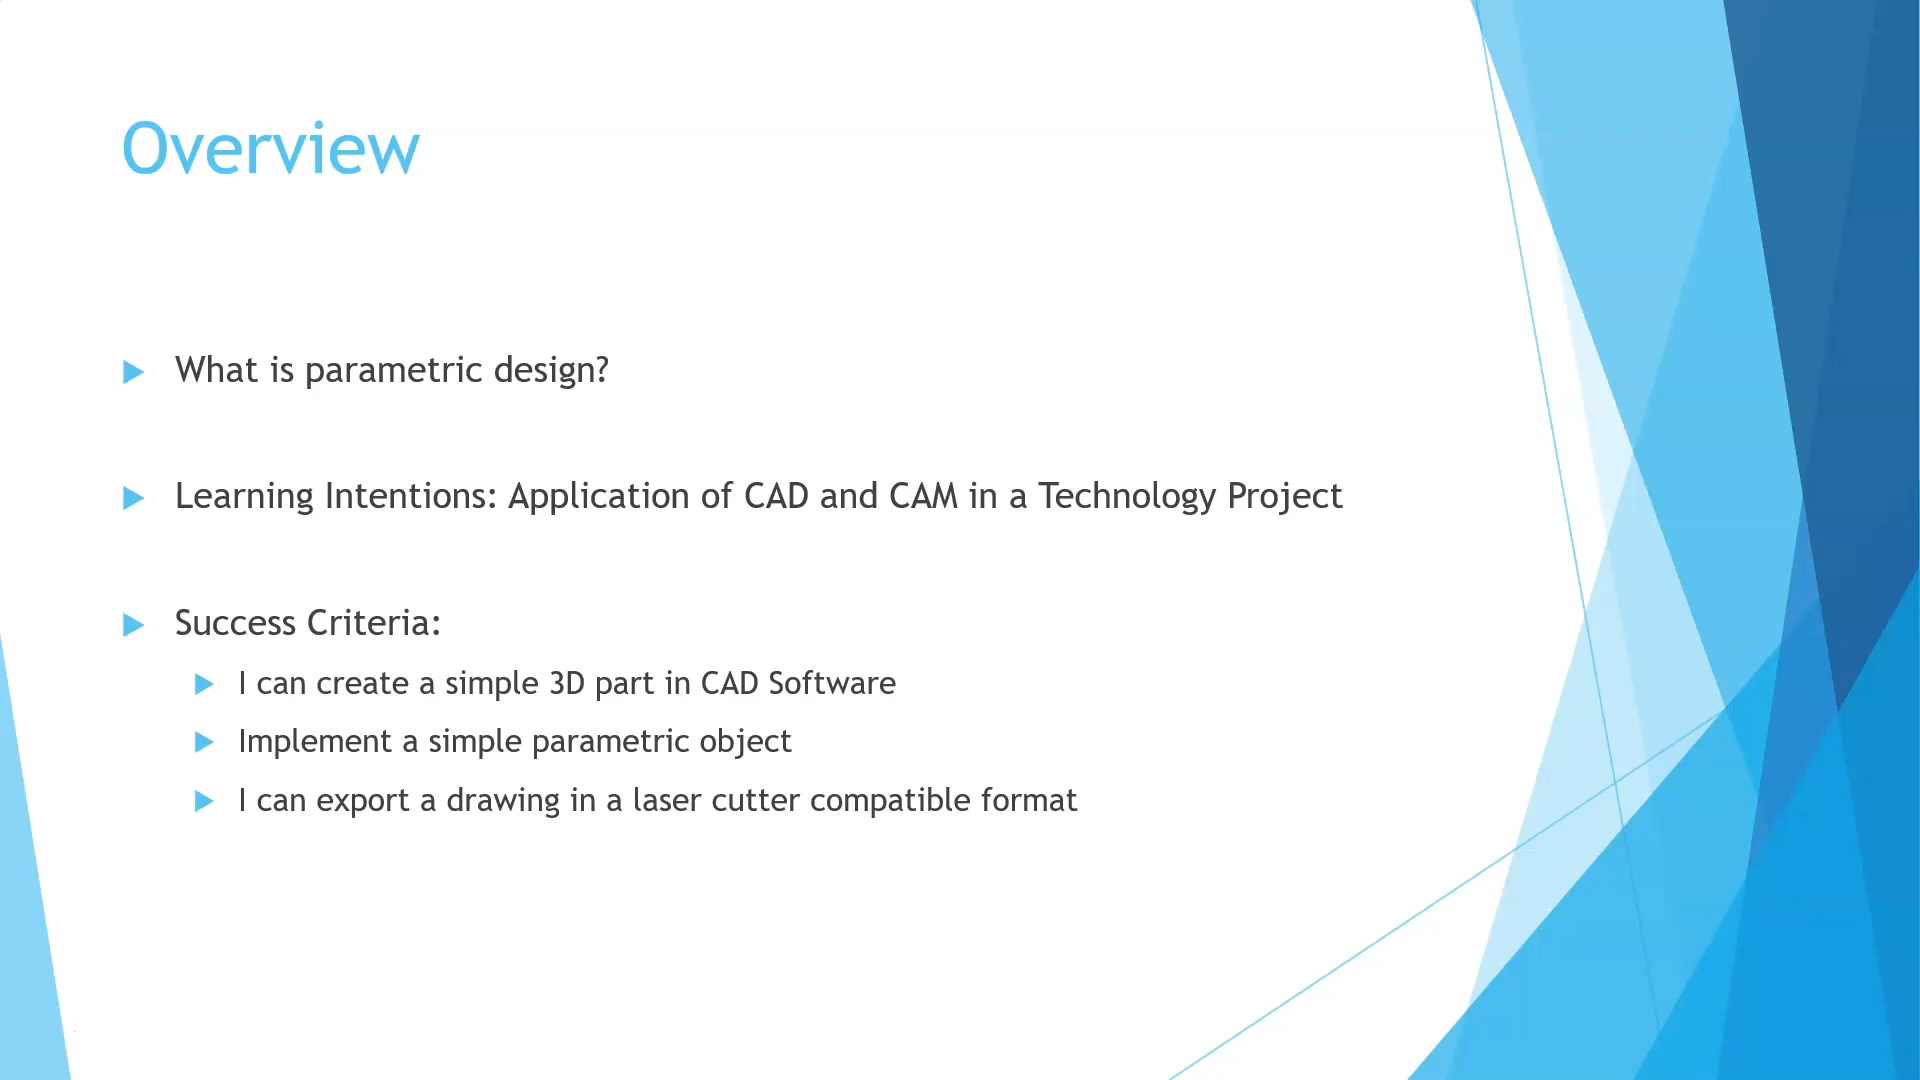 Overview
What is parametric design?
Learning Intentions: Application of CAD and CAM in a Technology Project
Success Criteria:
I can create a simple 3D part in CAD Software
Implement a simple parametric object
I can export a drawing in a laser cutter compatible format